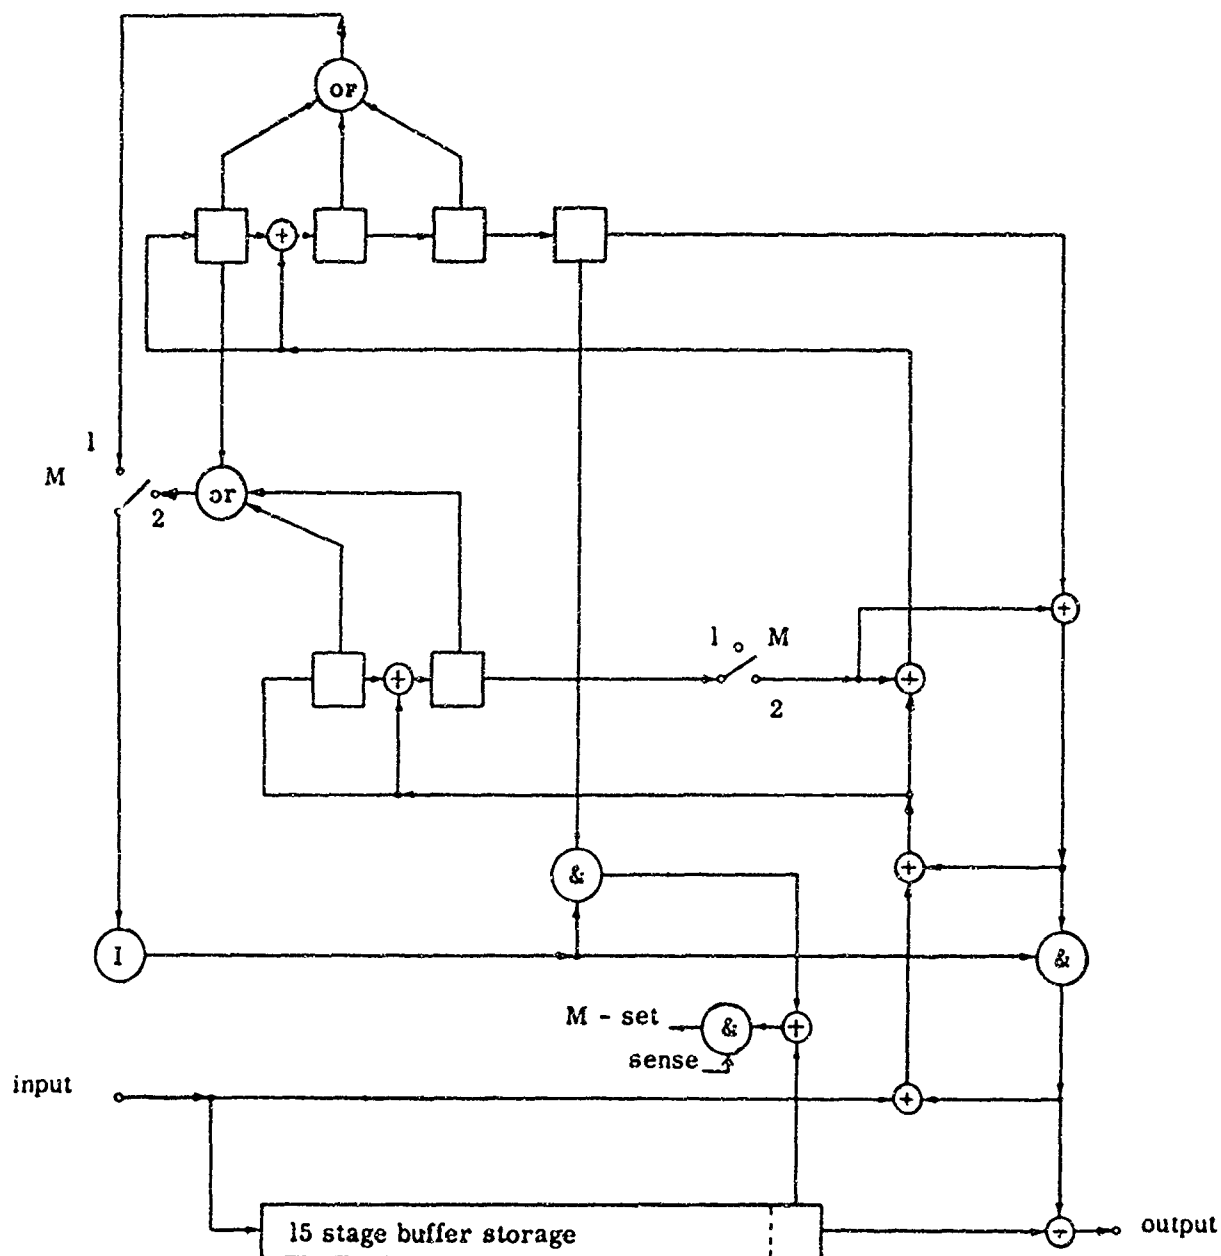 or
+
1
M
or
2
+
1 M
+
+
2
&
+
I
&
M - set
&
+
sense
input
+
15 stage buffer storage
+
output